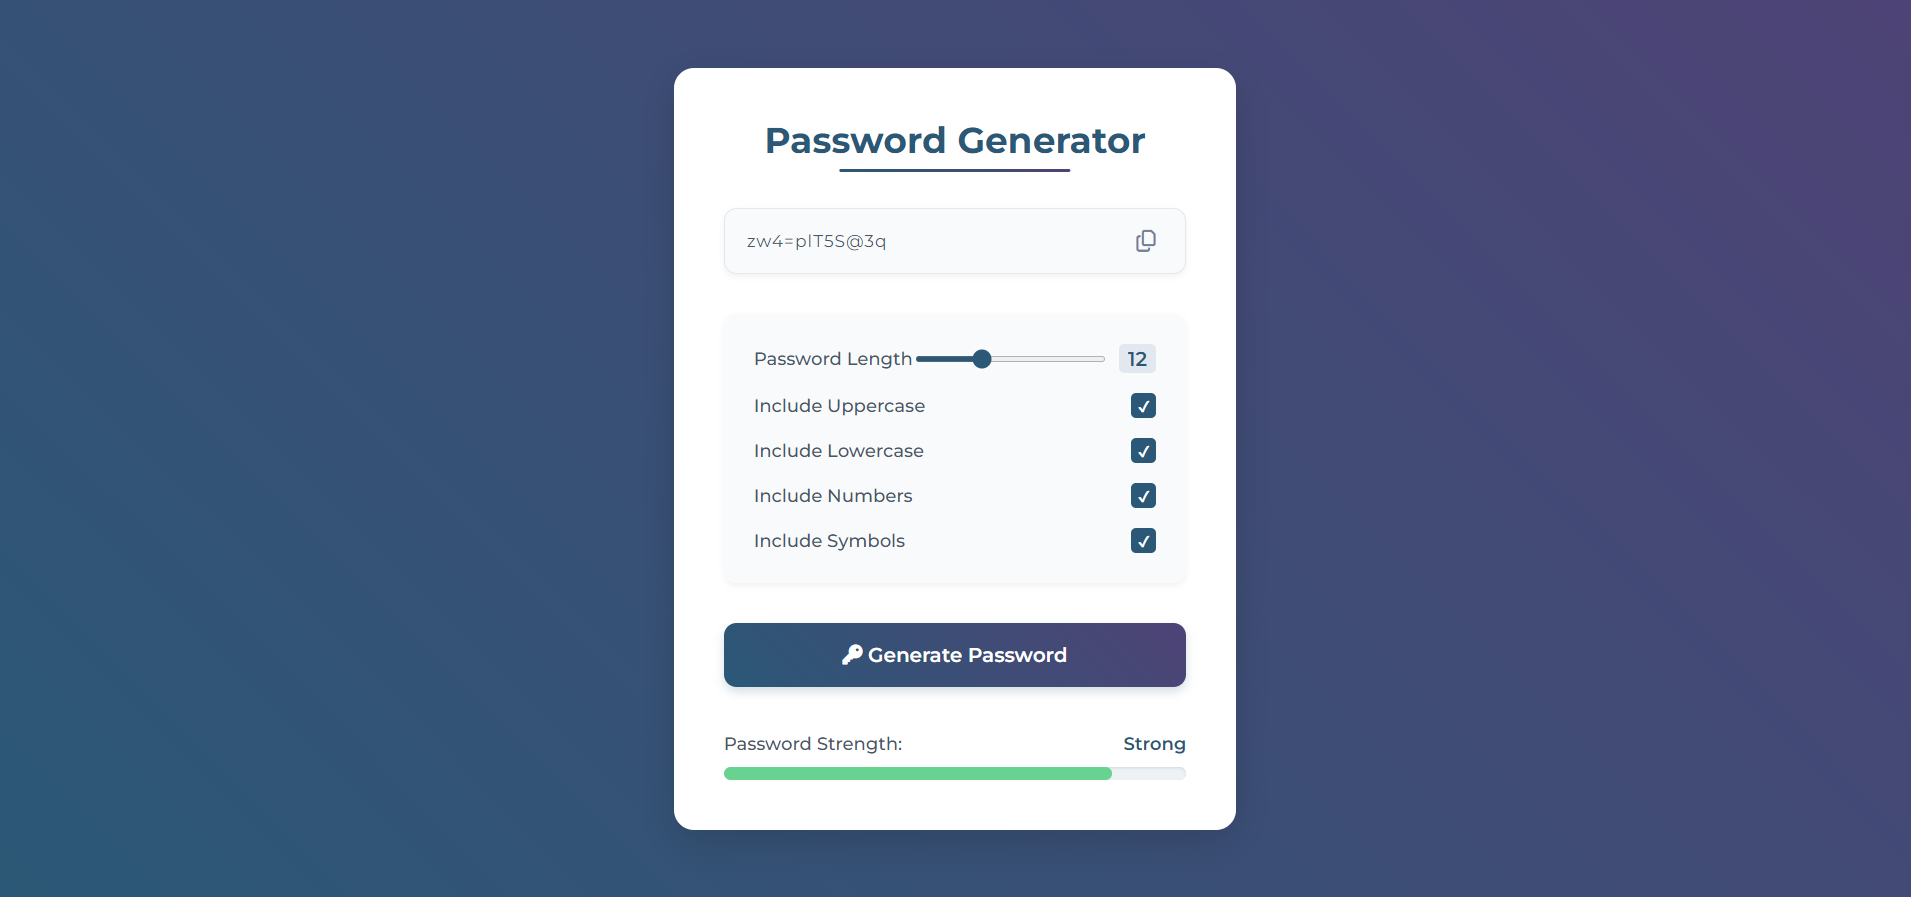 Password Generator
zw4=plT5S@3q
Password Length 12
Include Uppercase
Include Lowercase
Include Numbers
Include Symbols
Generate Password
Password Strength: Strong